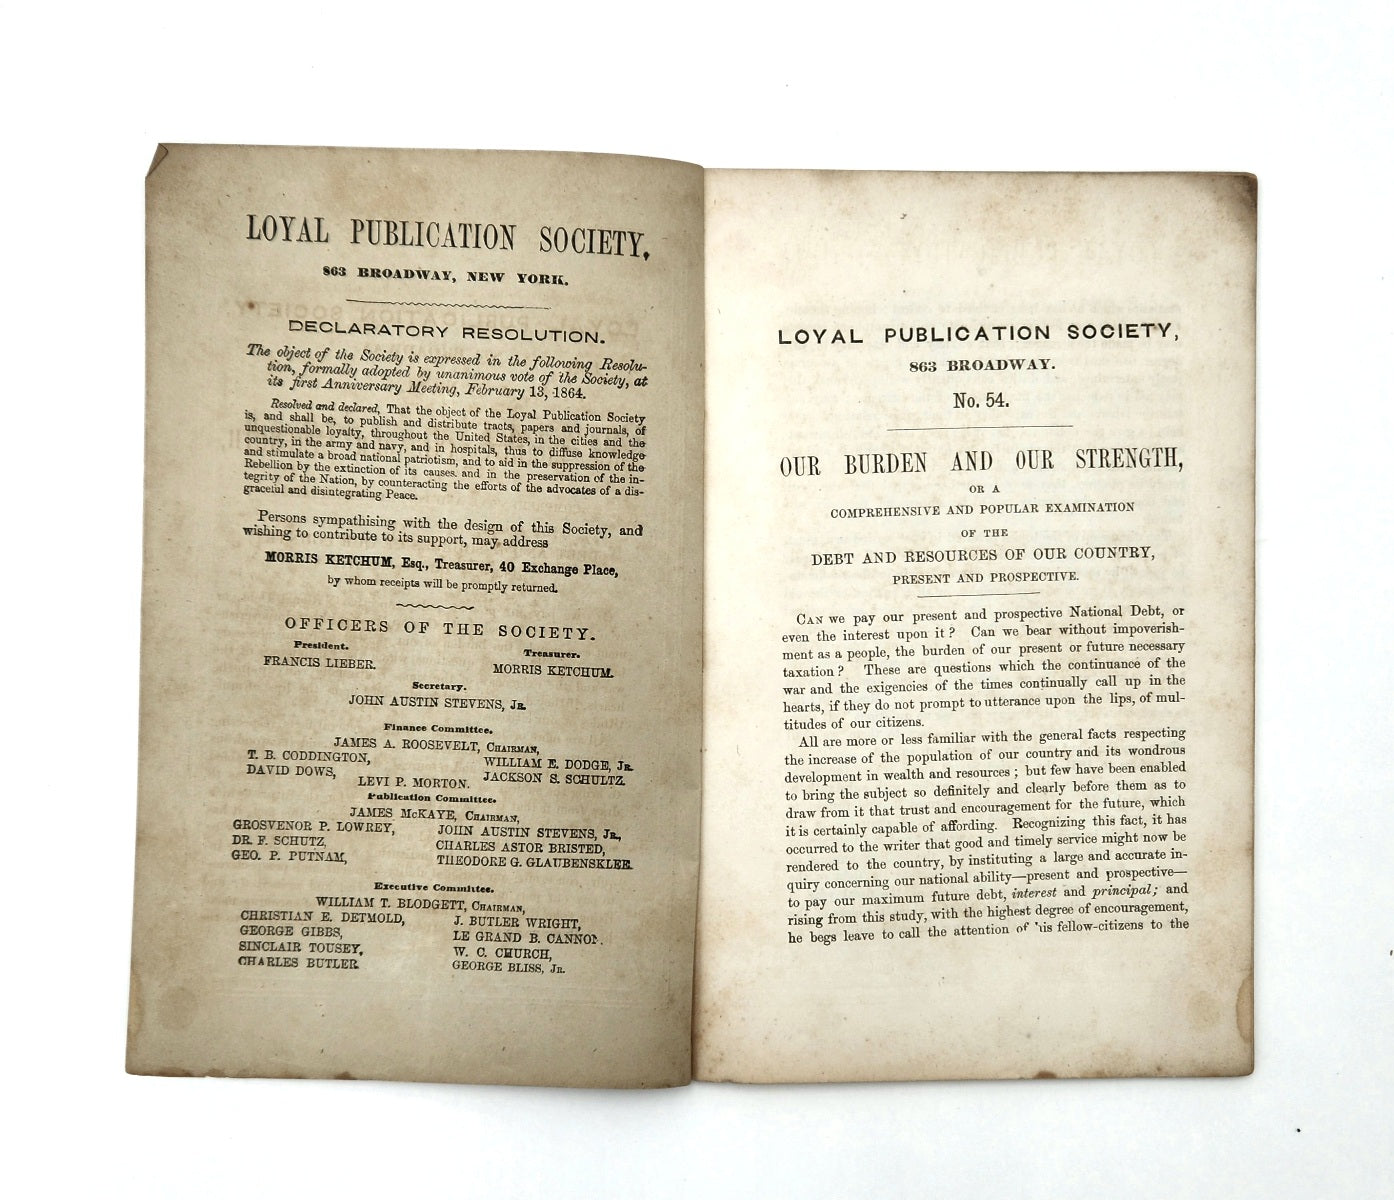 LOYAL PUBLICATION SOCIETY,
863 BROADWAY, NEW YORK.
DECLARATORY RESOLUTION.
The object of the Society is expressed in the following Resolu-
tion, formally adopted by unanimous vote of the Society, at
its first Anniversary Meeting, February 13, 1864.
Resolved and declared, That the object of the Loyal Publication Society
is, and shall be, to publish and distribute tracts, papers and journals, of
unquestionable loyalty, throughout the United States, in the cities and the
country, in the army and navy, and in hospitals, thus to diffuse knowledge
and stimulate a broad national patriotism, and to aid in the suppression of the
Rebellion by the extinction of its causes, and in the preservation of the in-
tegrity of the Nation, by counteracting the efforts of the advocates of a dis-
graceful and disintegrating Peace.
Persons sympathising with the design of this Society, and
wishing to contribute to its support, may address
MORRIS KETCHUM, Esq., Treasurer, 40 Exchange Place,
by whom receipts will be promptly returned.
OFFICERS OF THE SOCIETY.
President. Treasurer.
FRANCIS LIEBER. MORRIS KETCHUM.
Secretary.
JOHN AUSTIN STEVENS, JR.
Finance Committee.
JAMES A. ROOSEVELT, CHAIRMAN,
T. B. CODDINGTON, WILLIAM E. DODGE, JR.
DAVID DOWS, JACKSON S. SCHULTZ.
LEVI P. MORTON.
Publication Committee.
JAMES McKAYE, CHAIRMAN,
GROSVENOR P. LOWREY, JOHN AUSTIN STEVENS, JR.,
DR. F. SCHUTZ, CHARLES ASTOR BRISTED,
GEO. P. PUTNAM, THEODORE G. GLAUBENSKLEE.
Executive Committee.
WILLIAM T. BLODGETT, CHAIRMAN,
CHRISTIAN E. DETMOLD, J. BUTLER WRIGHT,
GEORGE GIBBS, LE GRAND B. CANNON.
SINCLAIR TOUSEY, W. C. CHURCH,
CHARLES BUTLER. GEORGE BLISS, JR.
LOYAL PUBLICATION SOCIETY,
863 BROADWAY.
No. 54.
OUR BURDEN AND OUR STRENGTH,
OR A
COMPREHENSIVE AND POPULAR EXAMINATION
OF THE
DEBT AND RESOURCES OF OUR COUNTRY,
PRESENT AND PROSPECTIVE.
CAN we pay our present and prospective National Debt, or
even the interest upon it? Can we bear without impoverish-
ment as a people, the burden of our present or future necessary
taxation? These are questions which the continuance of the
war and the exigencies of the times continually call up in the
hearts, if they do not prompt to utterance upon the lips, of mul-
titudes of our citizens.
All are more or less familiar with the general facts respecting
the increase of the population of our country and its wondrous
development in wealth and resources; but few have been enabled
to bring the subject so definitely and clearly before them as to
draw from it that trust and encouragement for the future, which
it is certainly capable of affording. Recognizing this fact, it has
occurred to the writer that good and timely service might now be
rendered to the country, by instituting a large and accurate in-
quiry concerning our national ability—present and prospective—
to pay our maximum future debt, interest and principal; and
rising from this study, with the highest degree of encouragement,
he begs leave to call the attention of his fellow-citizens to the